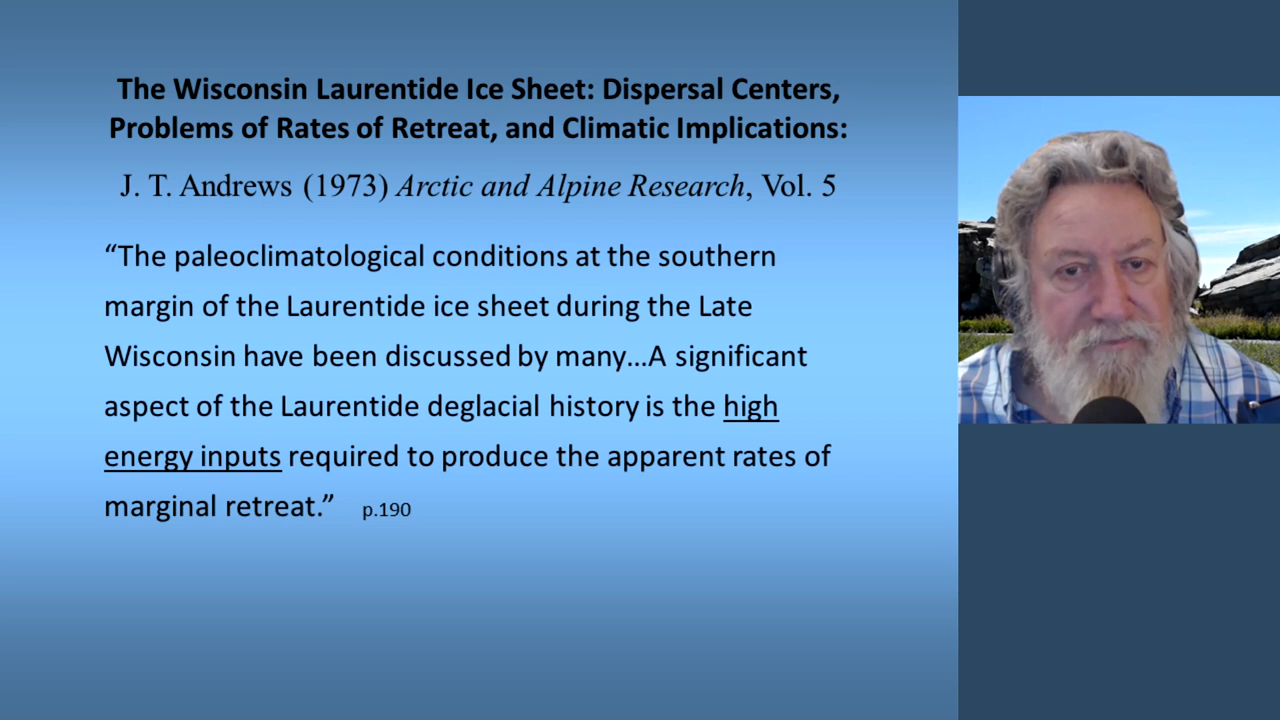 The Wisconsin Laurentide Ice Sheet: Dispersal Centers,
Problems of Rates of Retreat, and Climatic Implications:
J. T. Andrews (1973) Arctic and Alpine Research, Vol. 5
“The paleoclimatological conditions at the southern
margin of the Laurentide ice sheet during the Late
Wisconsin have been discussed by many…A significant
aspect of the Laurentide deglacial history is the high
energy inputs required to produce the apparent rates of
marginal retreat.” p.190